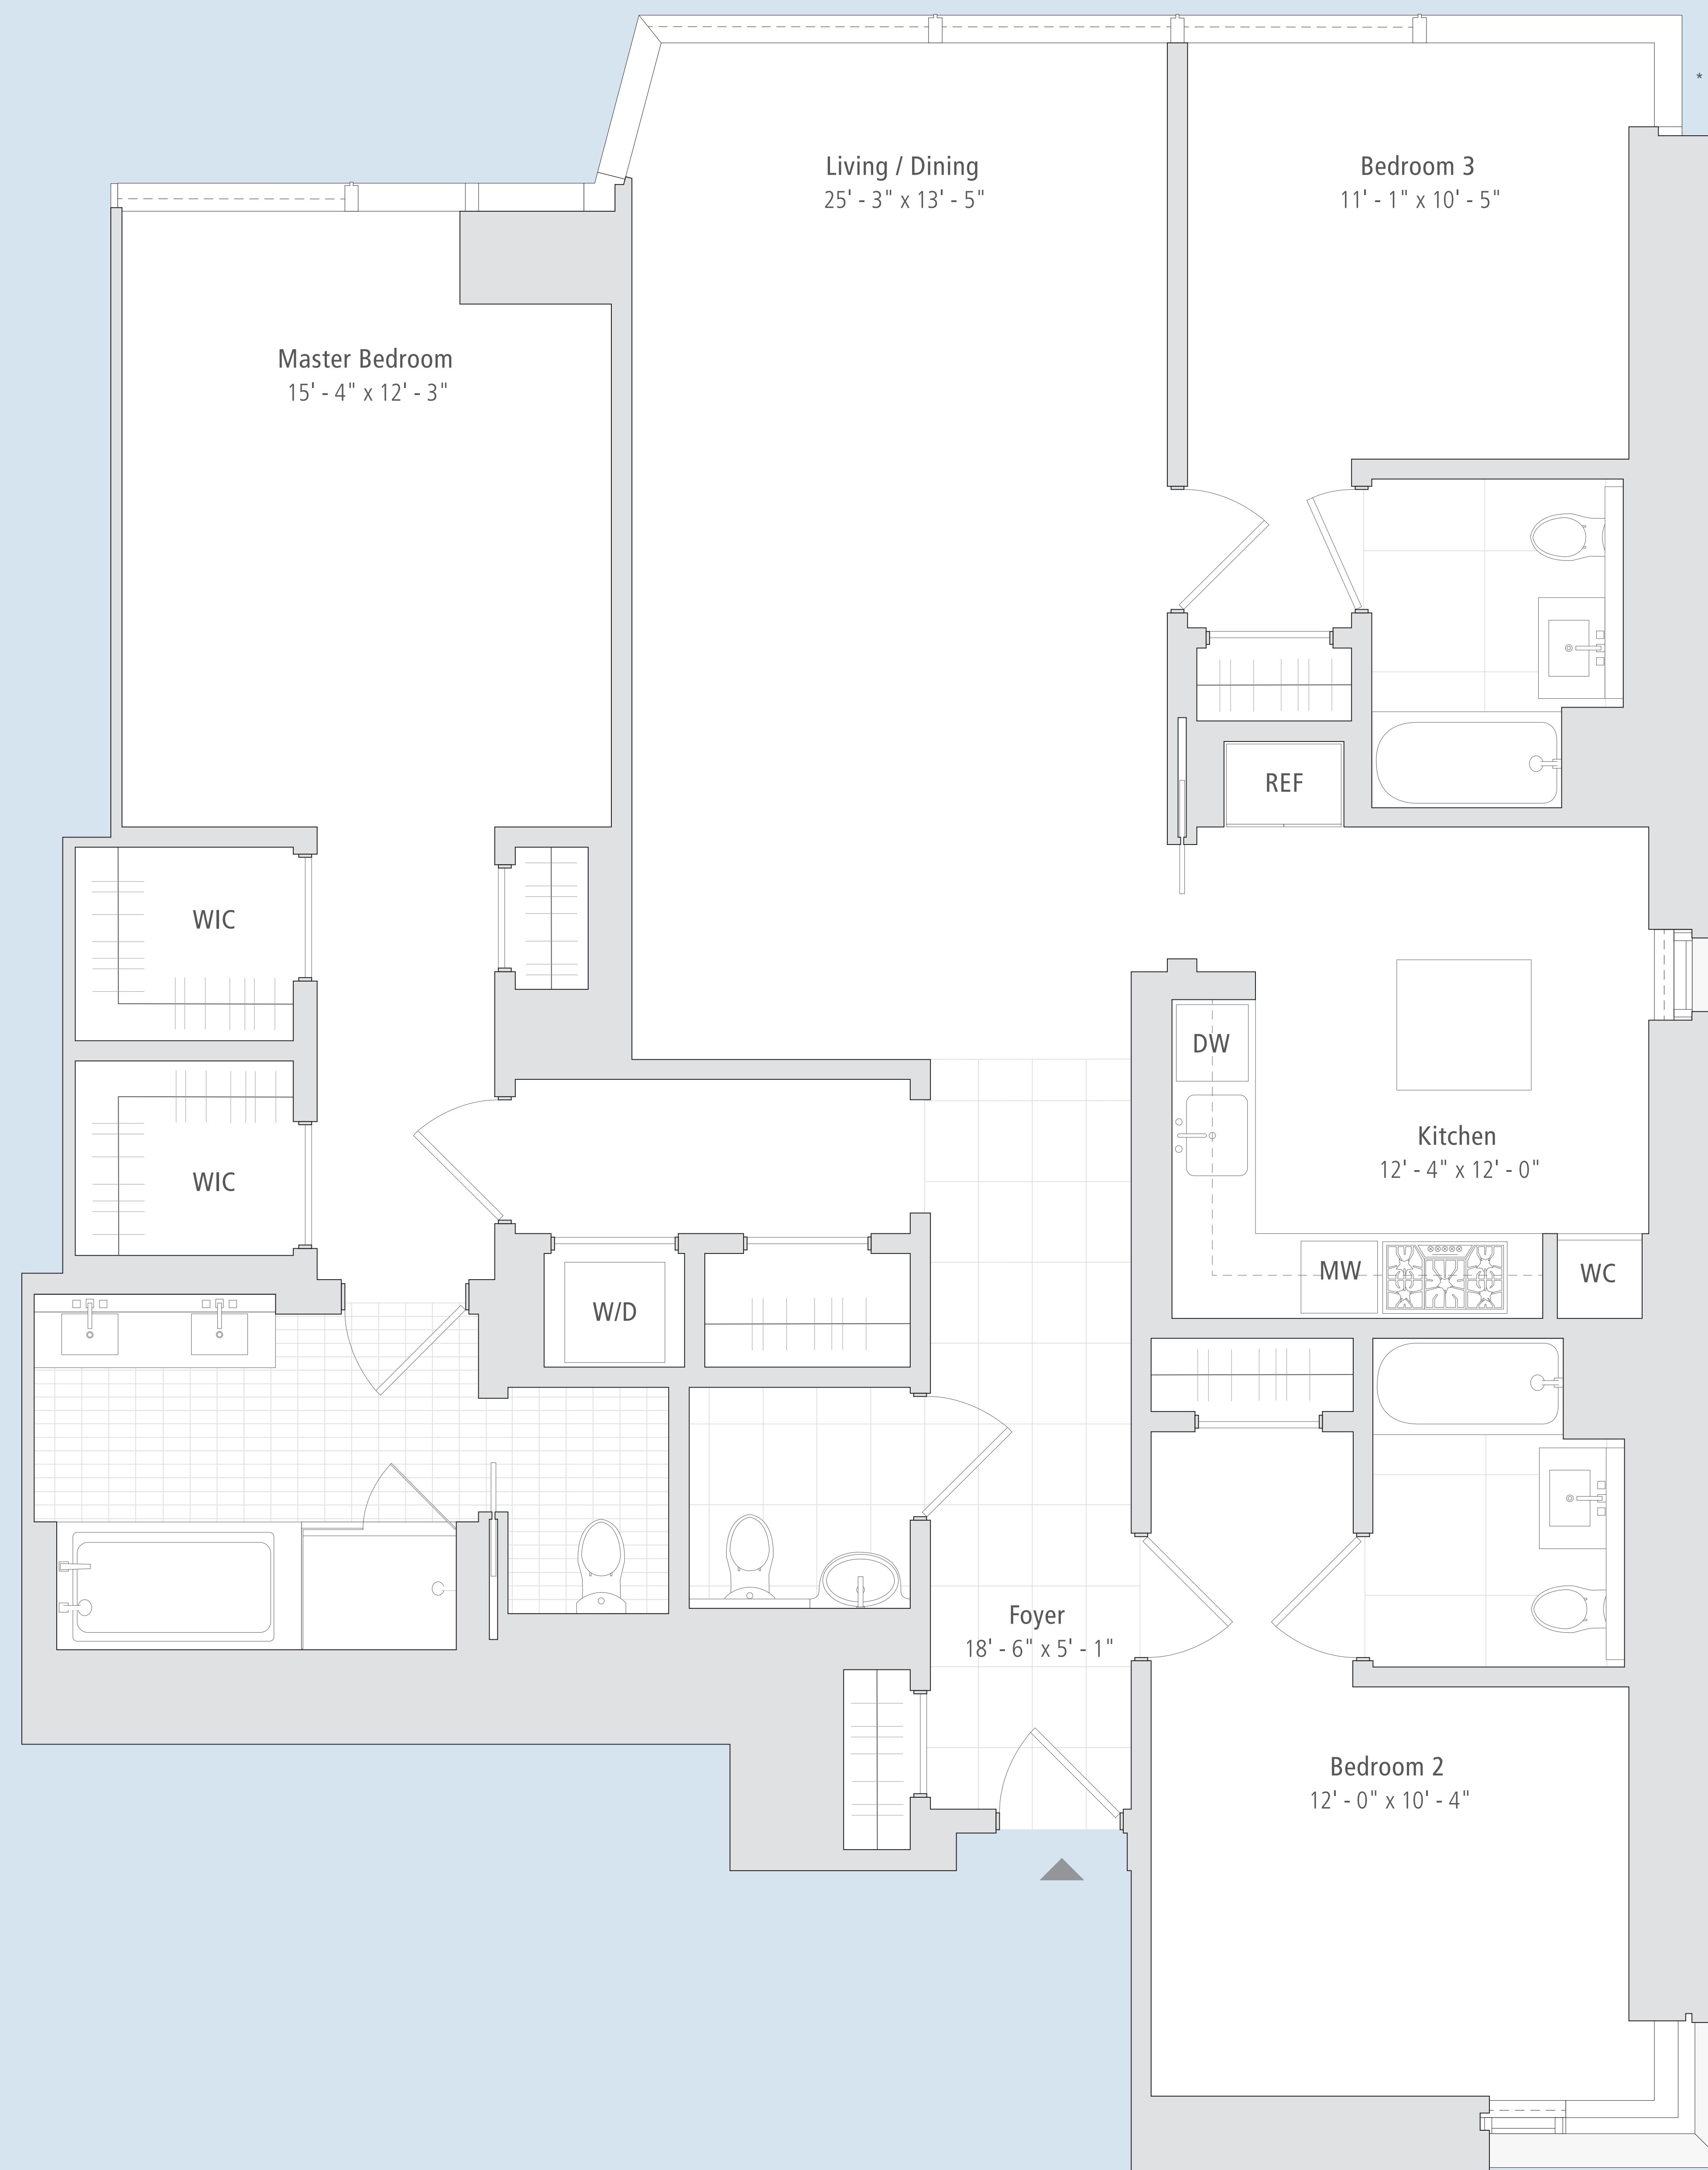 *
Living / Dining
25' - 3" x 13' - 5"
Bedroom 3
11' - 1" x 10' - 5"
Master Bedroom
15' - 4" x 12' - 3"
REF
WIC
DW
Kitchen
12' - 4" x 12' - 0"
WIC
MW
WC
W/D
Foyer
18' - 6" x 5' - 1"
Bedroom 2
12' - 0" x 10' - 4"